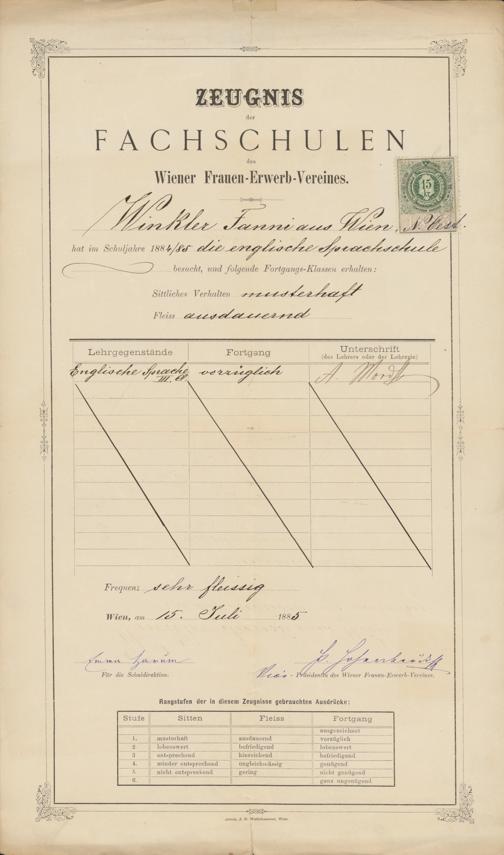 ZEUGNIS
der
FACHSCHULEN
des
Wiener Frauen-Erwerb-Vereines.
15
Winkler Fanni aus Wien, N. Oest.
hat im Schuljahre 1884/85 die englische Sprachschule
besucht, und folgende Fortgangs-Klassen erhalten:
Sittliches Verhalten musterhaft
Fleiss ausdauernd
Lehrgegenstände Fortgang Unterschrift
(des Lehrers oder der Lehrerin)
Englische Sprache vorzüglich A.
III. Cl.
Frequenz sehr fleissig
Wien, am 15. Juli 1885
Emma
Für die Schuldirektion.
Vice-Präsidentin des Wiener Frauen-Erwerb-Vereines.
Rangstufen der in diesem Zeugnisse gebrauchten Ausdrücke:
Stufe Sitten Fleiss Fortgang
ausgezeichnet
1. musterhaft ausdauernd vorzüglich
2. lobenswert befriedigend lobenswert
3. entsprechend hinreichend befriedigend
4. minder entsprechend ungleichmässig genügend
5. nicht entsprechend gering nicht genügend
6. ganz ungenügend
Wien.